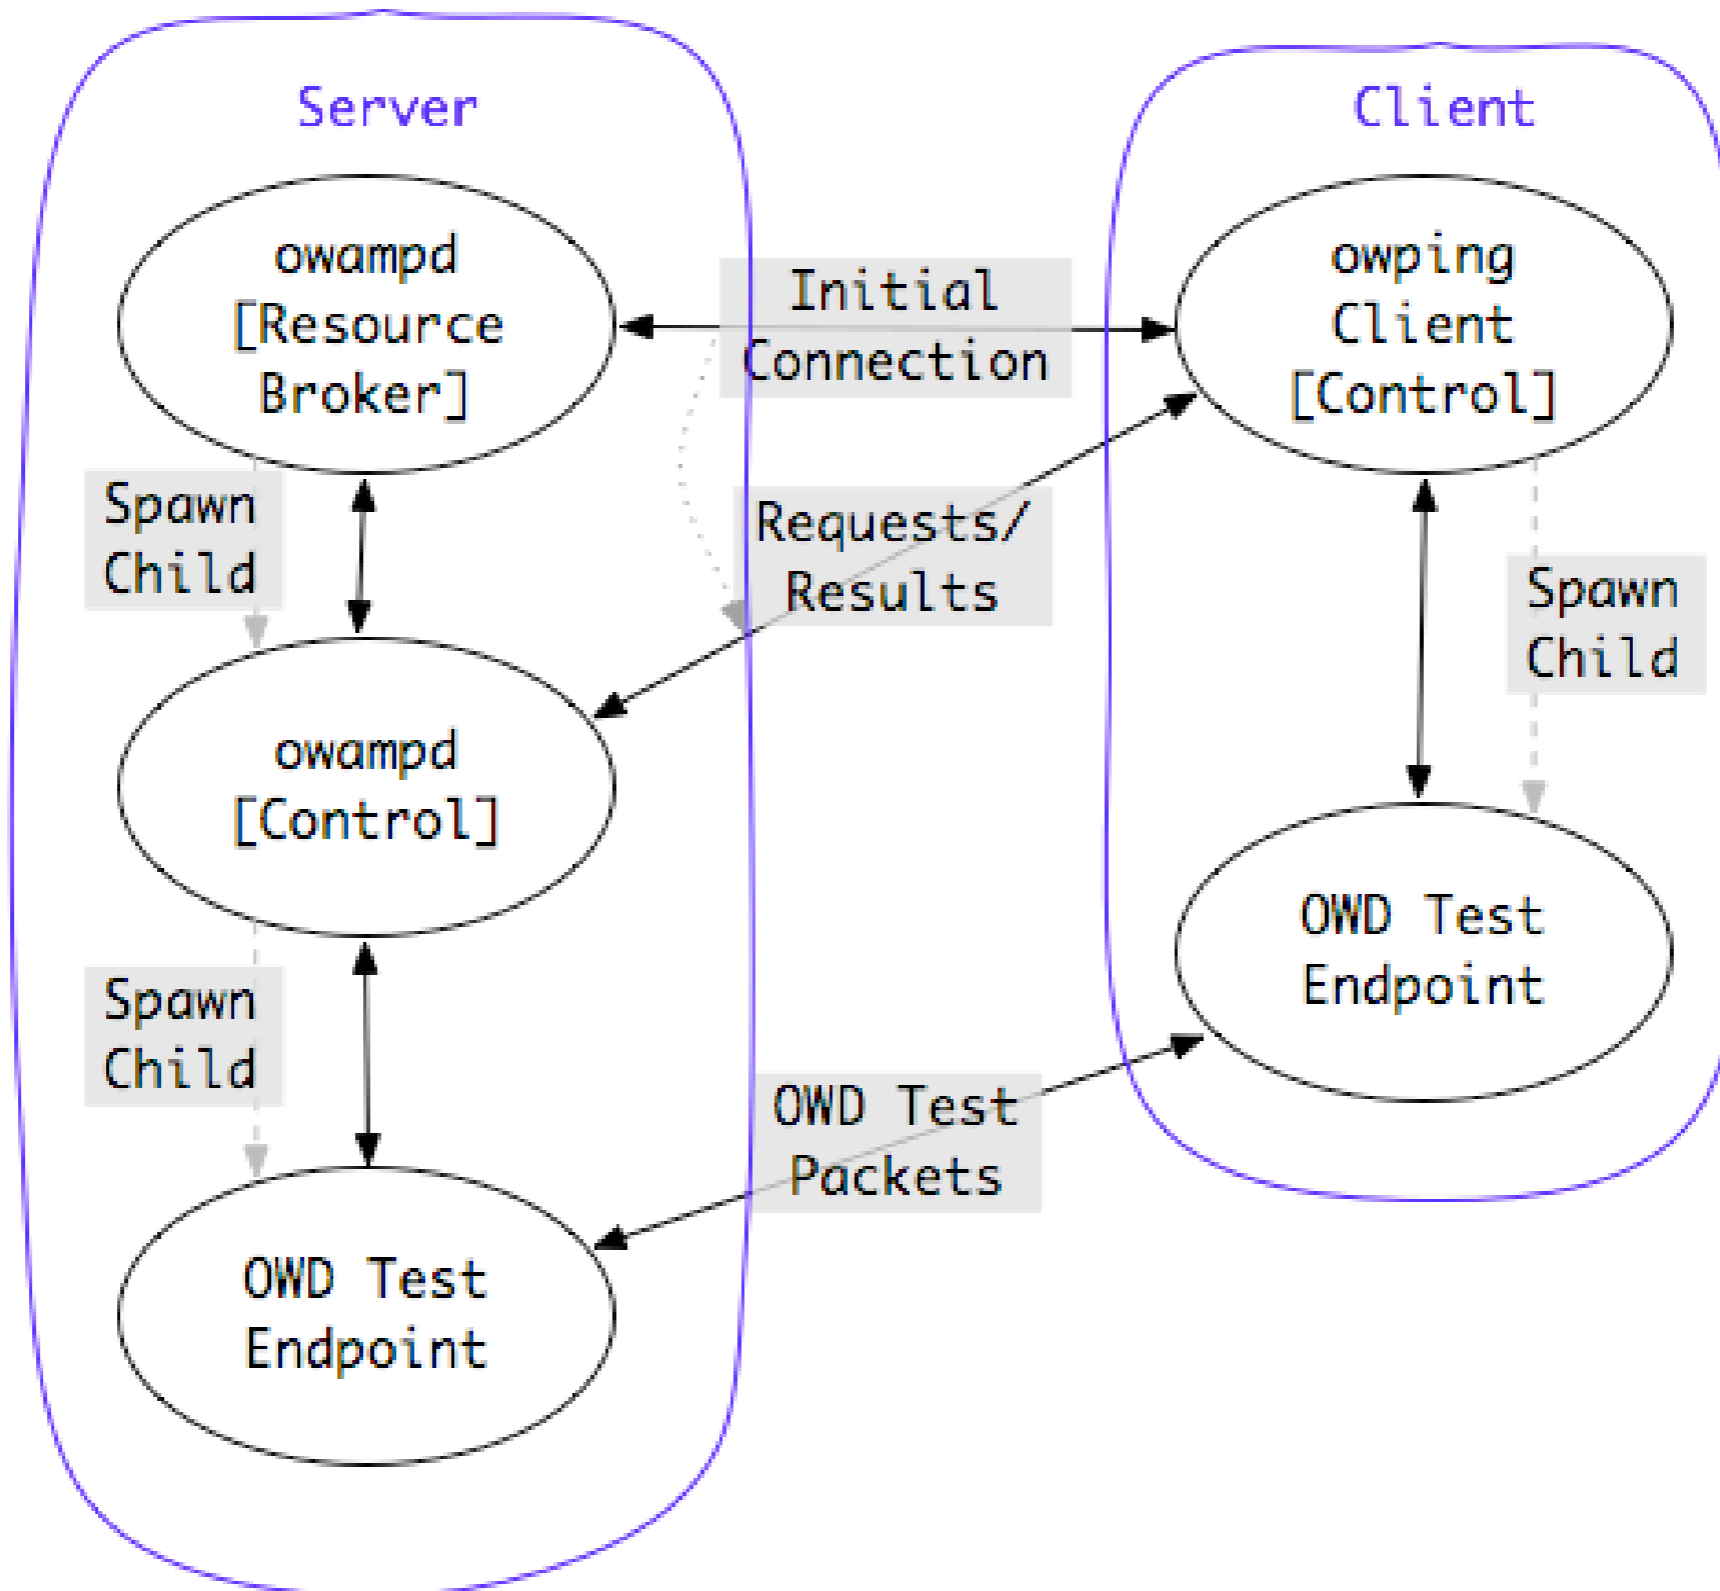 Server
Client
owampd
[Resource
Broker]
Initial
Connection
owping
Client
[Control]
Spawn
Child
Requests/
Results
Spawn
Child
owampd
[Control]
OWD Test
Endpoint
Spawn
Child
OWD Test
Packets
OWD Test
Endpoint